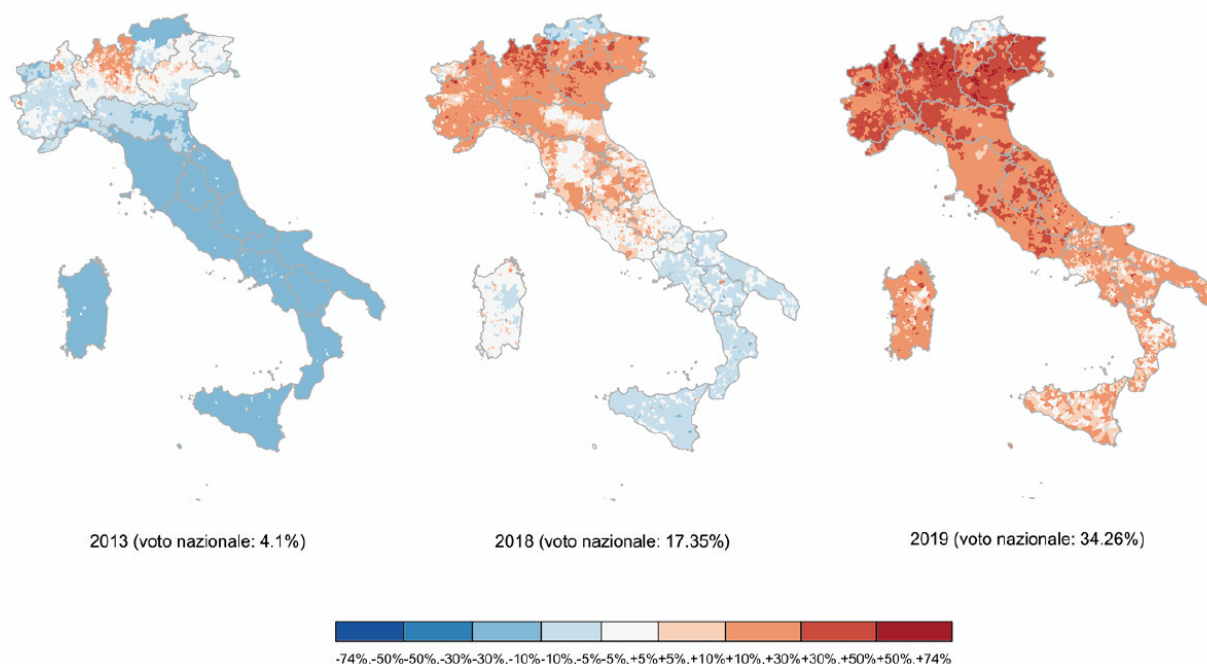 2013 (voto nazionale: 4.1%)
2018 (voto nazionale: 17.35%)
2019 (voto nazionale: 34.26%)
-74%,-50%-50%,-30%-30%,-10%-10%,-5%-5%,+5%+5%,+10%+10%,+30%+30%,+50%+50%,+74%